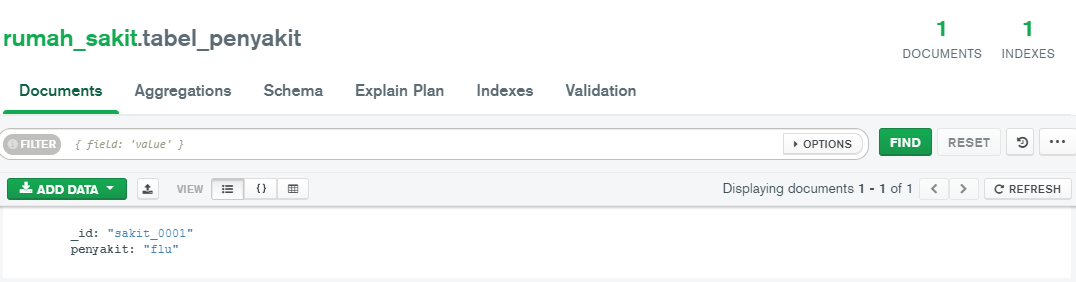 rumah_sakit.tabel_penyakit
1 1
DOCUMENTS INDEXES
Documents Aggregations Schema Explain Plan Indexes Validation
FILTER { field: 'value' } OPTIONS FIND RESET
ADD DATA VIEW { } Displaying documents 1 - 1 of 1 REFRESH
_id: "sakit_0001"
penyakit: "flu"